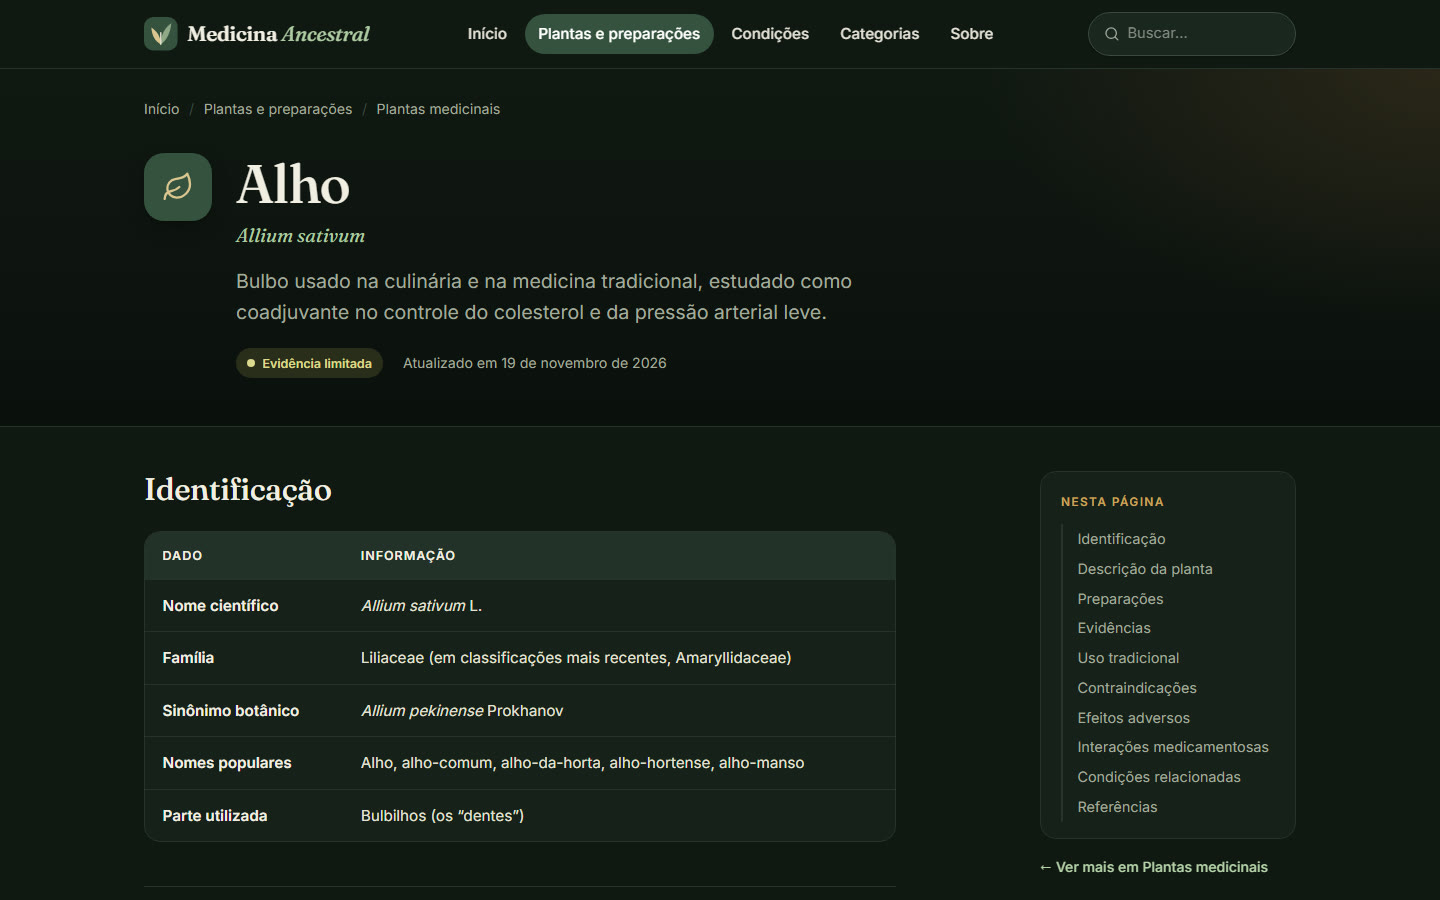 Medicina Ancestral
Início
Plantas e preparações
Condições
Categorias
Sobre
Buscar...
Início / Plantas e preparações / Plantas medicinais
Alho
Allium sativum
Bulbo usado na culinária e na medicina tradicional, estudado como
coadjuvante no controle do colesterol e da pressão arterial leve.
Evidência limitada
Atualizado em 19 de novembro de 2026
Identificação
DADO INFORMAÇÃO
Nome científico Allium sativum L.
Família Liliaceae (em classificações mais recentes, Amaryllidaceae)
Sinônimo botânico Allium pekinense Prokhanov
Nomes populares Alho, alho-comum, alho-da-horta, alho-hortense, alho-manso
Parte utilizada Bulbilhos (os “dentes”)
NESTA PÁGINA
Identificação
Descrição da planta
Preparações
Evidências
Uso tradicional
Contraindicações
Efeitos adversos
Interações medicamentosas
Condições relacionadas
Referências
← Ver mais em Plantas medicinais